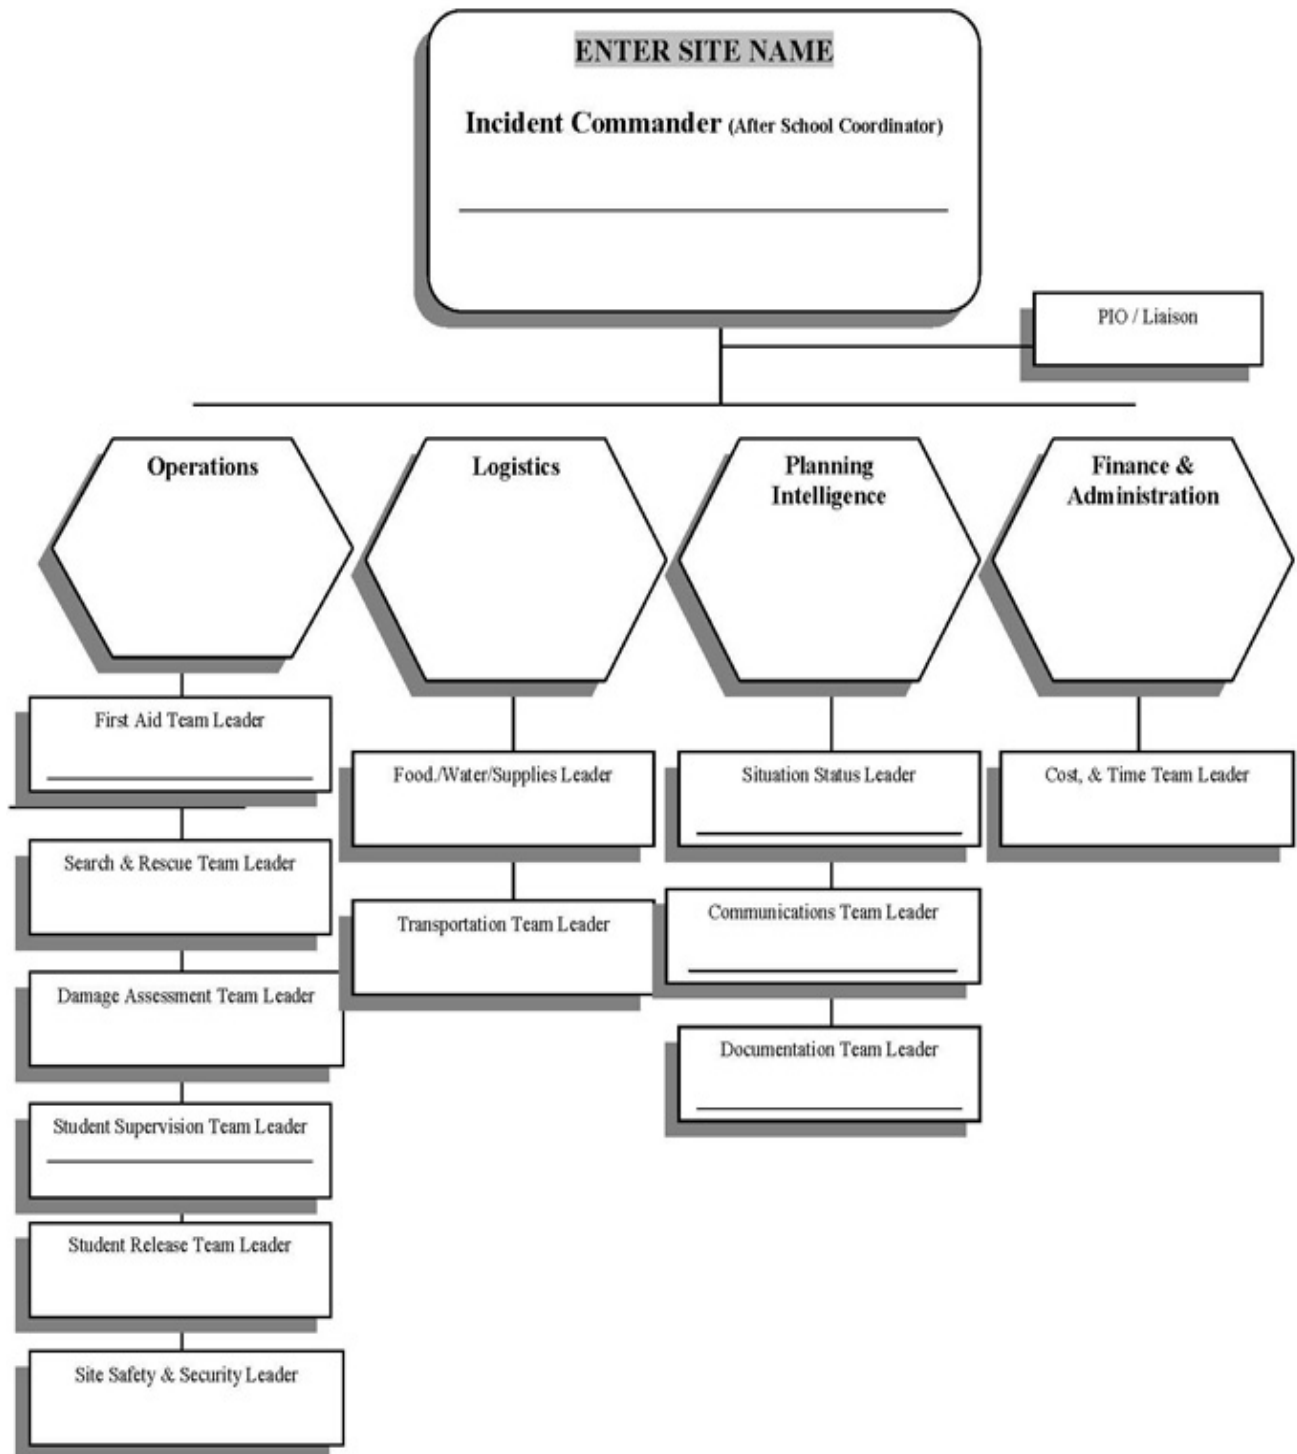 ENTER SITE NAME
Incident Commander (After School Coordinator)
PIO / Liaison
Operations
First Aid Team Leader
Search & Rescue Team Leader
Damage Assessment Team Leader
Student Supervision Team Leader
Student Release Team Leader
Site Safety & Security Leader
Logistics
Food./Water/Supplies Leader
Transportation Team Leader
Planning
Intelligence
Situation Status Leader
Communications Team Leader
Documentation Team Leader
Finance &
Administration
Cost, & Time Team Leader